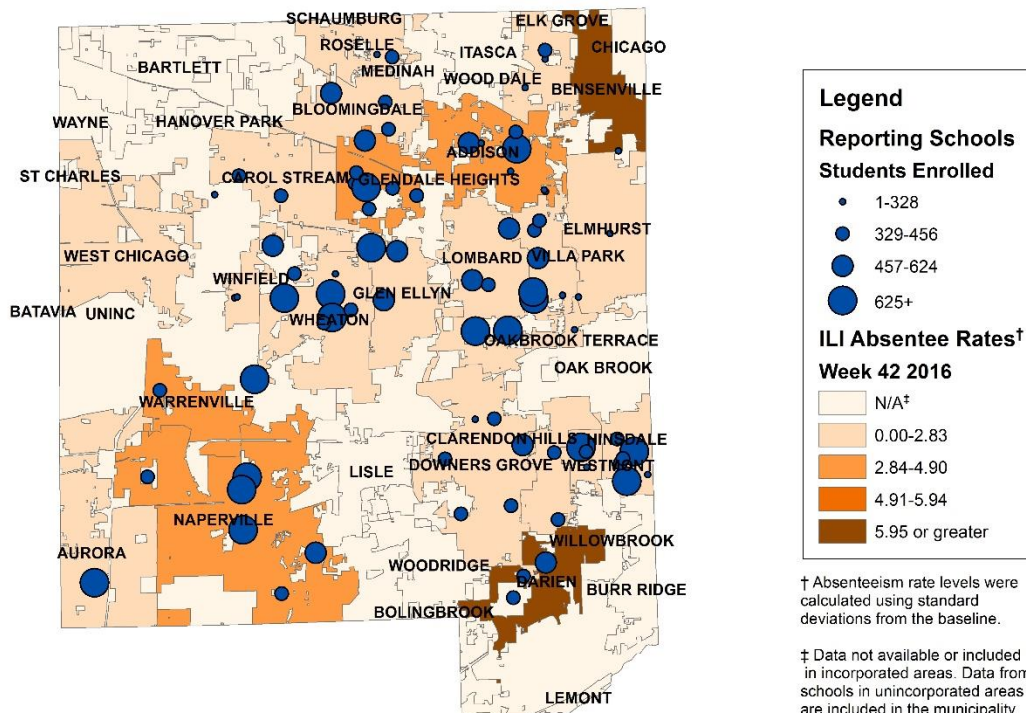 SCHAUMBURG
ELK GROVE
ROSELLE
ITASCA
CHICAGO
BARTLETT
MEDINAH
WOOD DALE
BENSENVILLE
BLOOMINGDALE
WAYNE
HANOVER PARK
ADDISON
ST CHARLES
CAROL STREAM
GLENDALE HEIGHTS
ELMHURST
WEST CHICAGO
LOMBARD
VILLA PARK
WINFIELD
GLEN ELLYN
BATAVIA
UNINC
WHEATON
OAKBROOK TERRACE
OAK BROOK
WARRENVILLE
CLARENDON HILLS
HINSDALE
LISLE
DOWNERS GROVE
WESTMONT
NAPERVILLE
WILLOWBROOK
AURORA
WOODRIDGE
DARIEN
BURR RIDGE
BOLINGBROOK
LEMONT
Legend
Reporting Schools
Students Enrolled
1-328
329-456
457-624
625+
ILI Absentee Rates†
Week 42 2016
N/A‡
0.00-2.83
2.84-4.90
4.91-5.94
5.95 or greater
† Absenteeism rate levels were
calculated using standard
deviations from the baseline.
‡ Data not available or included
in incorporated areas. Data from
schools in unincorporated areas
are included in the municipality